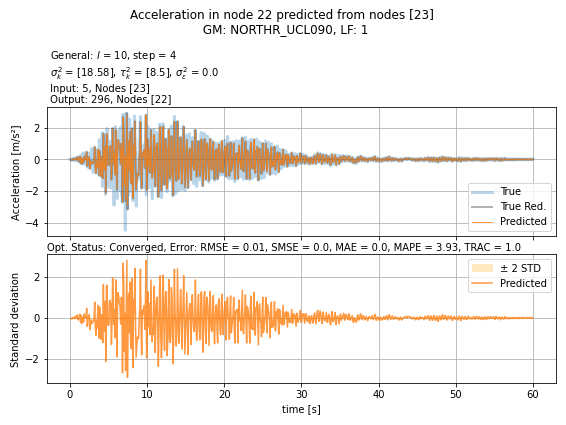 Acceleration in node 22 predicted from nodes [23]
GM: NORTHR_UCL090, LF: 1
General: l = 10, step = 4
σ²ₖ = [18.58], τ²ₖ = [8.5], σ²ᵣ = 0.0
Input: 5, Nodes [23]
Output: 296, Nodes [22]
Acceleration [m/s²]
2
0
−2
−4
True
True Red.
Predicted
Opt. Status: Converged, Error: RMSE = 0.01, SMSE = 0.0, MAE = 0.0, MAPE = 3.93, TRAC = 1.0
Standard deviation
2
0
−2
± 2 STD
Predicted
0 10 20 30 40 50 60
time [s]